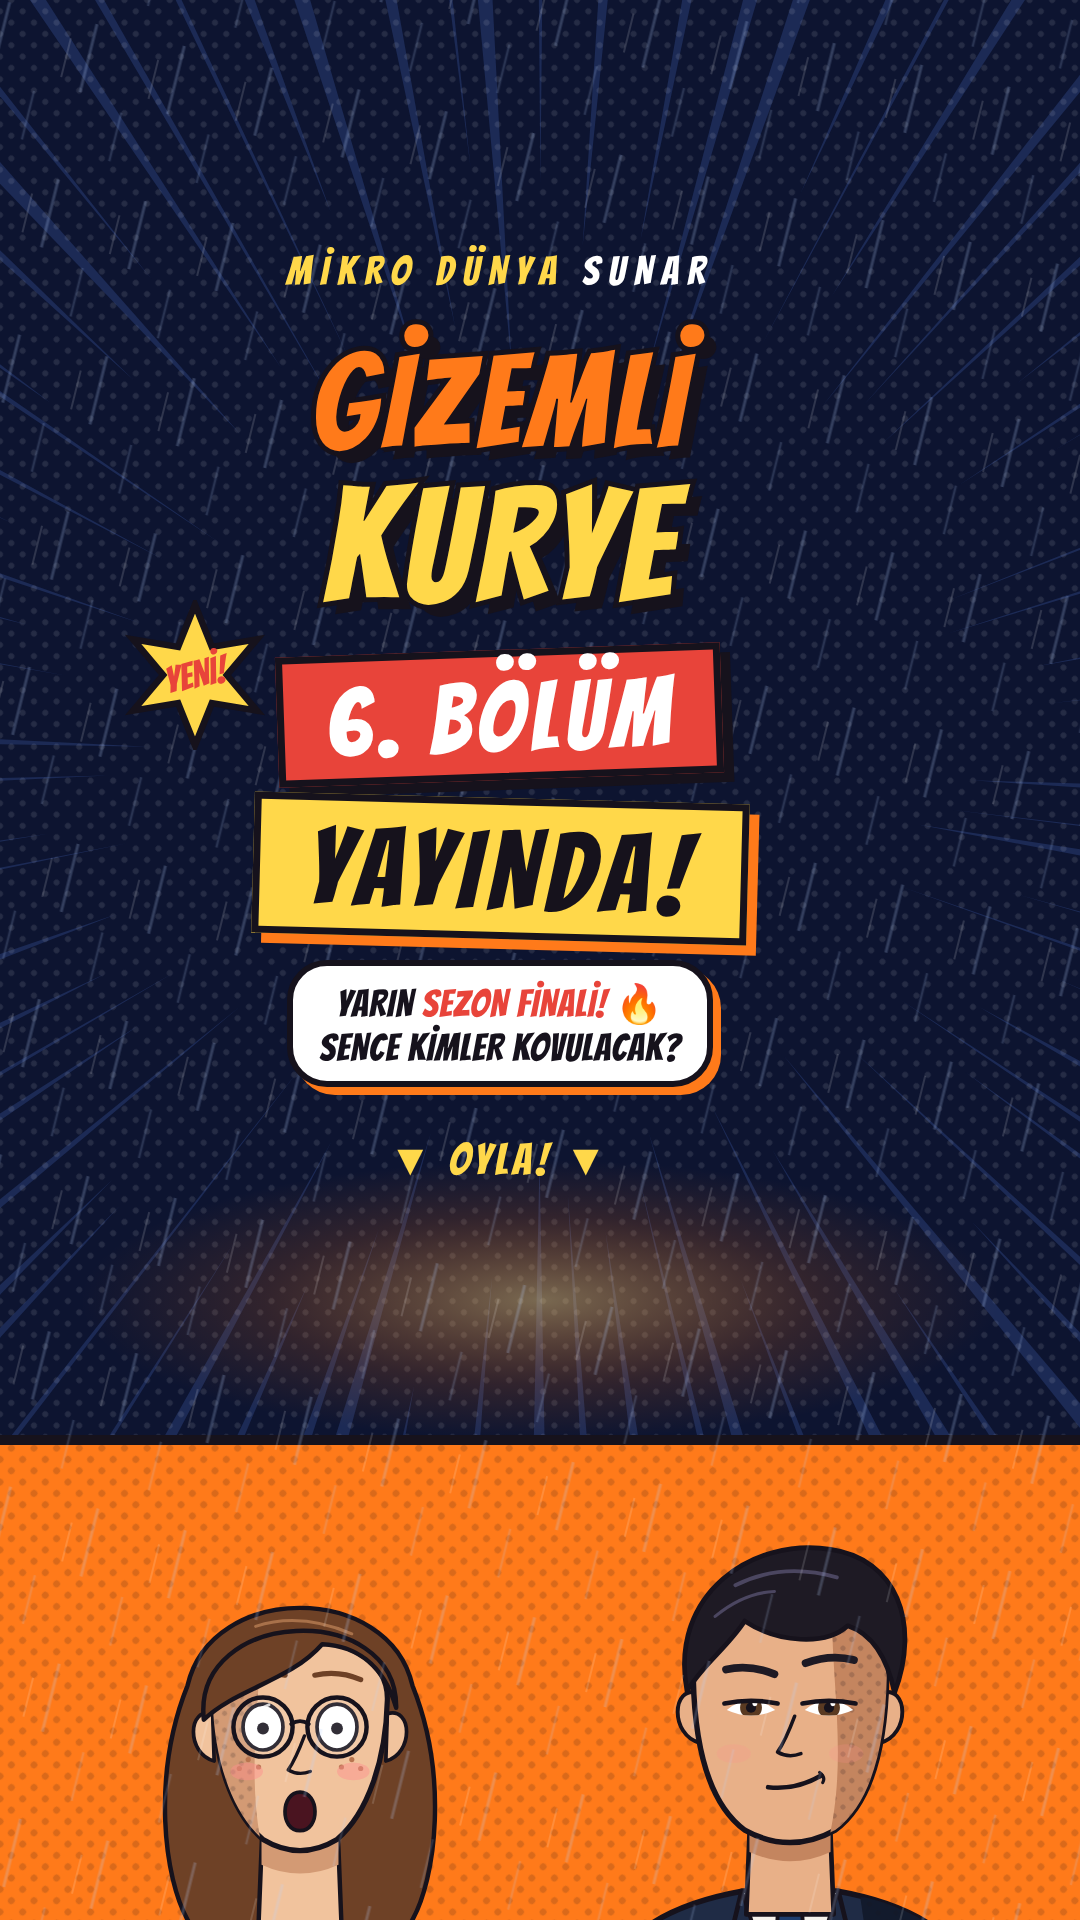 MİKRO DÜNYA SUNAR
GİZEMLİ
KURYE
YENİ!
6. BÖLÜM
YAYINDA!
YARIN SEZON FİNALİ! 🔥
SENCE KİMLER KOVULACAK?
▼ OYLA! ▼